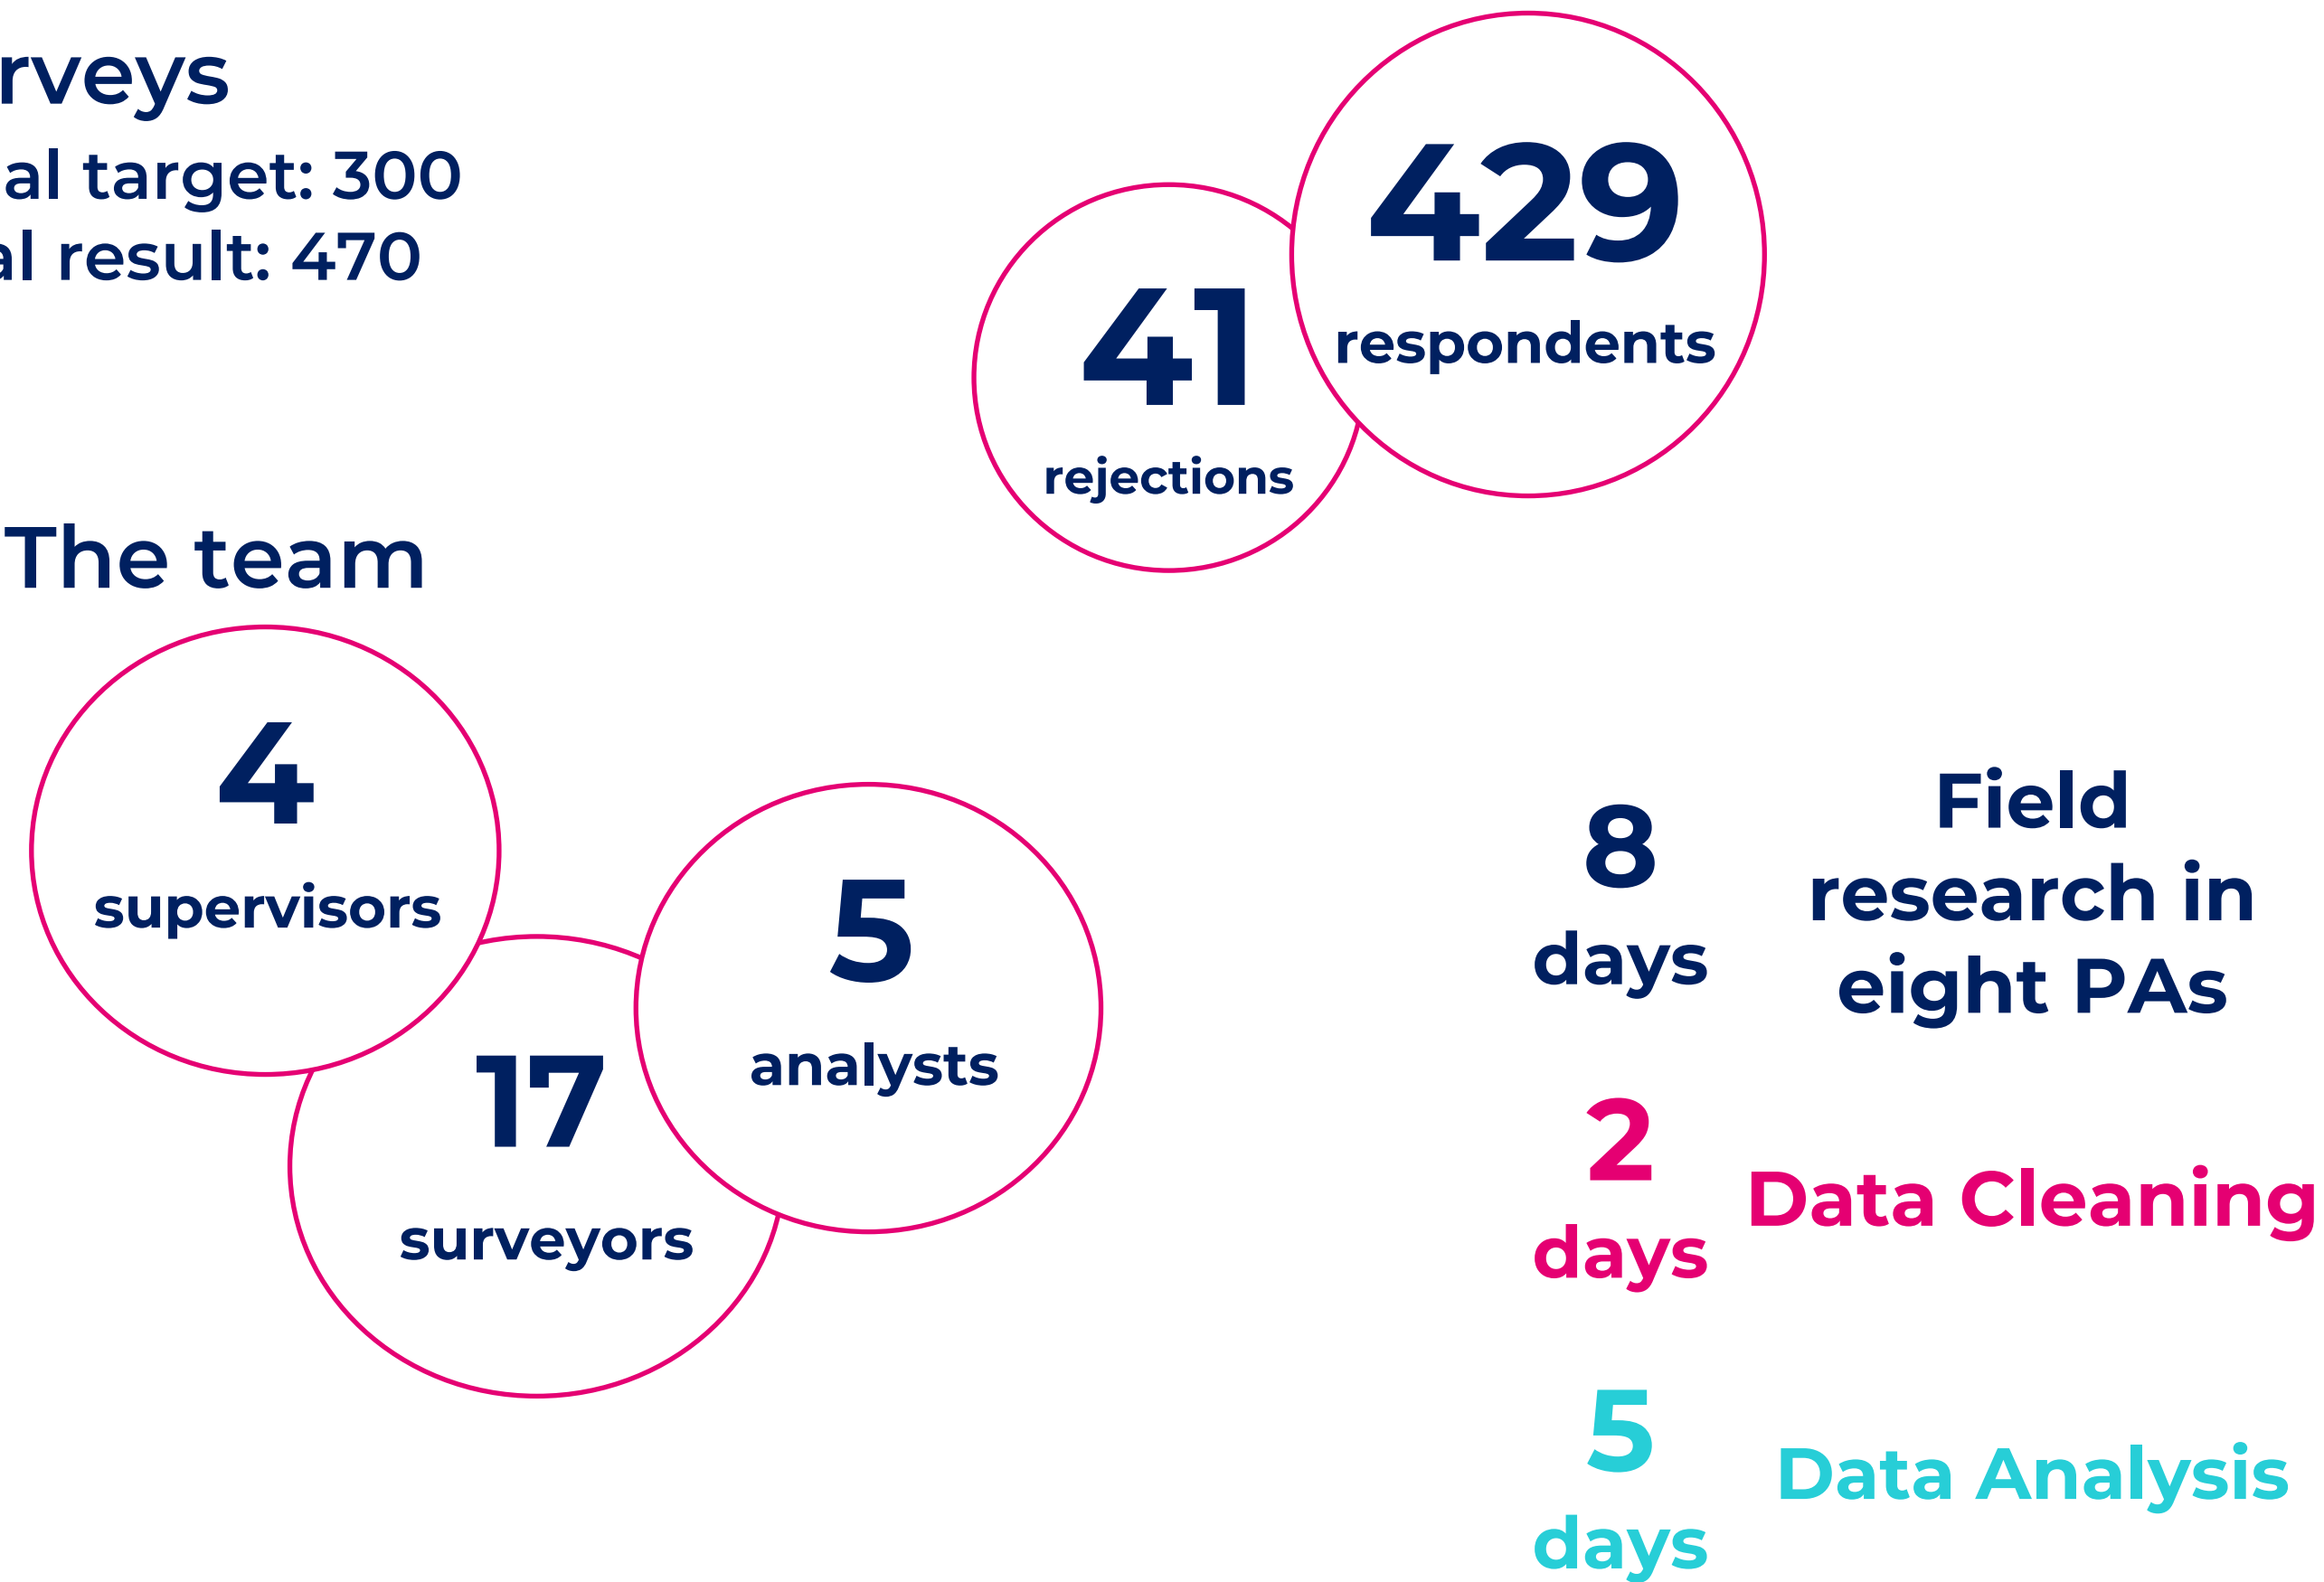 rveys
al target: 300
al result: 470
429
respondents
41
rejections
The team
4
supervisors
5
analysts
17
surveyors
8
days
Field
research in
eight PAs
2
days
Data Cleaning
5
days
Data Analysis